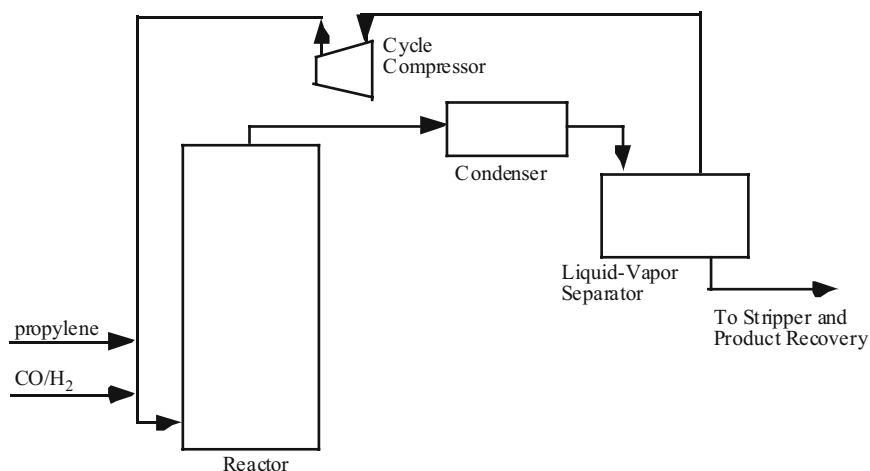 Cycle
Compressor
Condenser
Liquid-Vapor
Separator
To Stripper and
Product Recovery
propylene
CO/H₂
Reactor